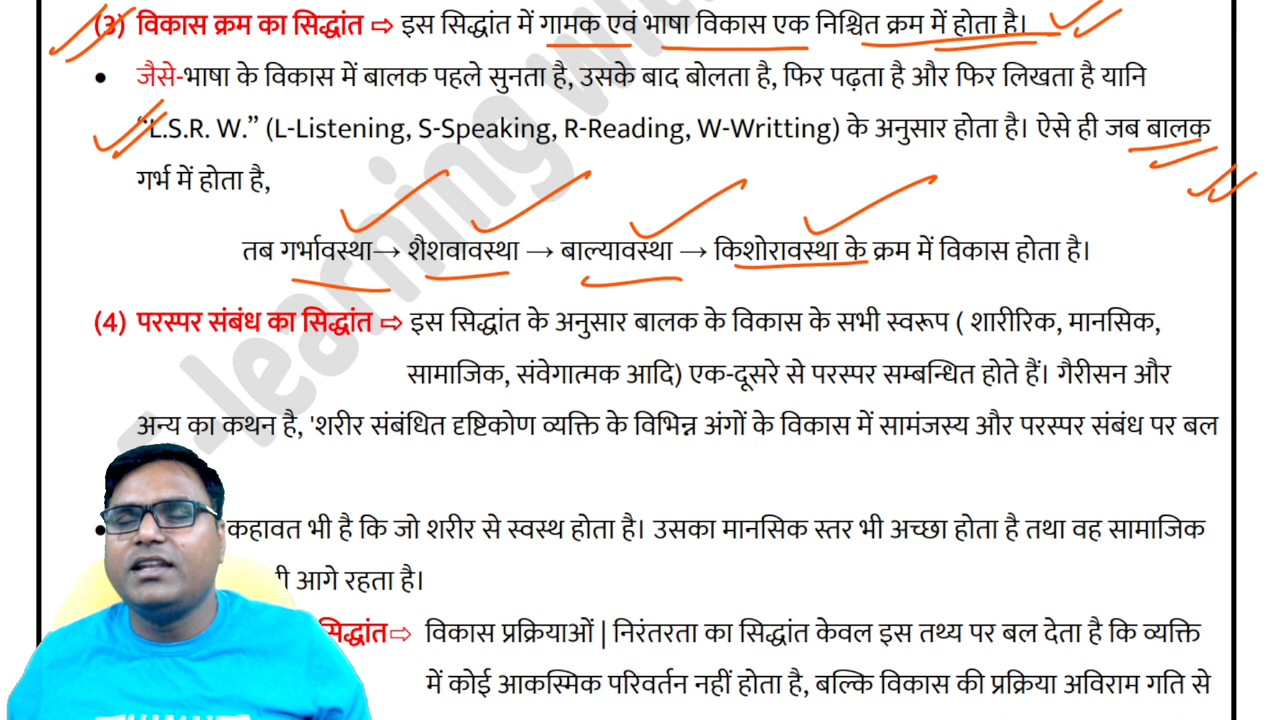 (3) विकास क्रम का सिद्धांत ⇨ इस सिद्धांत में गामक एवं भाषा विकास एक निश्चित क्रम में होता है।
• जैसे-भाषा के विकास में बालक पहले सुनता है, उसके बाद बोलता है, फिर पढ़ता है और फिर लिखता है यानि
“L.S.R. W.” (L-Listening, S-Speaking, R-Reading, W-Writting) के अनुसार होता है। ऐसे ही जब बालक
गर्भ में होता है,
तब गर्भावस्था→ शैशवावस्था → बाल्यावस्था → किशोरावस्था के क्रम में विकास होता है।
(4) परस्पर संबंध का सिद्धांत ⇨ इस सिद्धांत के अनुसार बालक के विकास के सभी स्वरूप ( शारीरिक, मानसिक,
सामाजिक, संवेगात्मक आदि) एक-दूसरे से परस्पर सम्बन्धित होते हैं। गैरीसन और
अन्य का कथन है, 'शरीर संबंधित दृष्टिकोण व्यक्ति के विभिन्न अंगों के विकास में सामंजस्य और परस्पर संबंध पर बल
• कहावत भी है कि जो शरीर से स्वस्थ होता है। उसका मानसिक स्तर भी अच्छा होता है तथा वह सामाजिक
आगे रहता है।
सिद्धांत⇨ विकास प्रक्रियाओं | निरंतरता का सिद्धांत केवल इस तथ्य पर बल देता है कि व्यक्ति
में कोई आकस्मिक परिवर्तन नहीं होता है, बल्कि विकास की प्रक्रिया अविराम गति से